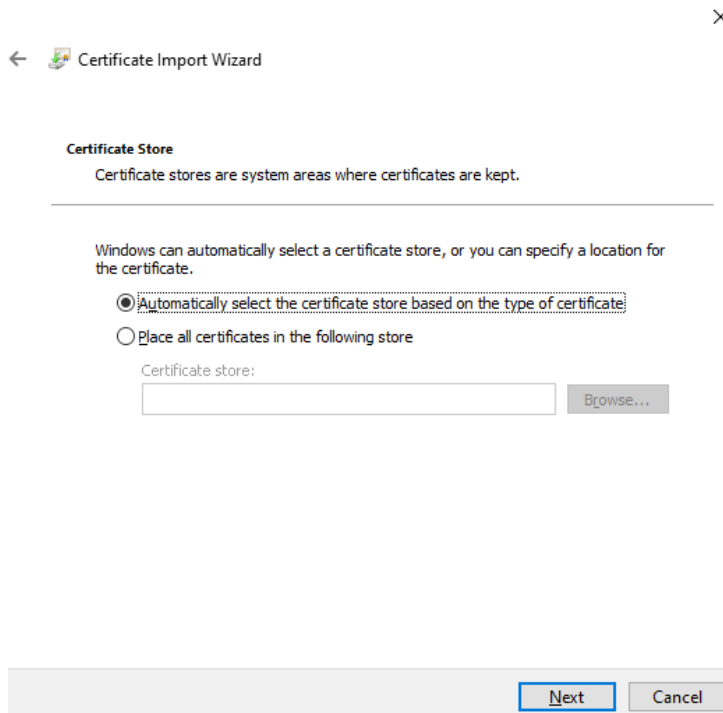 Certificate Import Wizard
Certificate Store
Certificate stores are system areas where certificates are kept.
Windows can automatically select a certificate store, or you can specify a location for
the certificate.
Automatically select the certificate store based on the type of certificate
Place all certificates in the following store
Certificate store:
Browse...
Next
Cancel